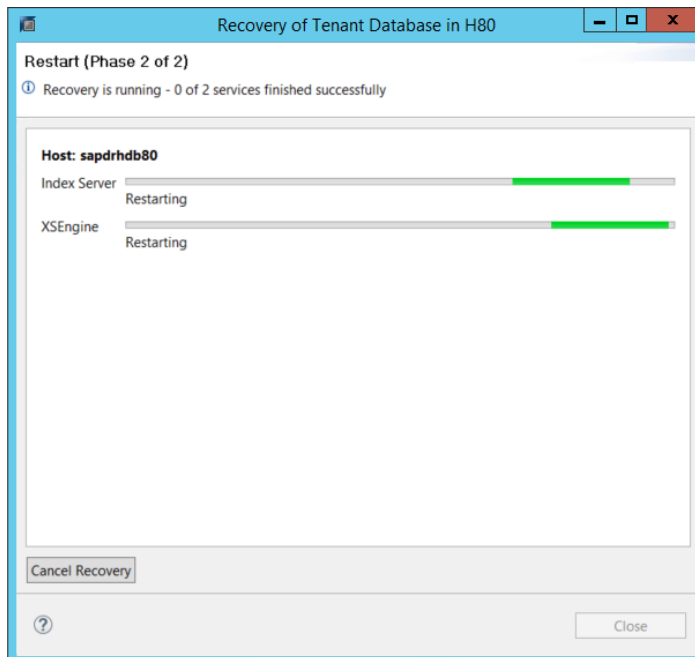 Recovery of Tenant Database in H80
Restart (Phase 2 of 2)
Recovery is running - 0 of 2 services finished successfully
Host: sapdrhdb80
Index Server
Restarting
XSEngine
Restarting
Cancel Recovery
Close